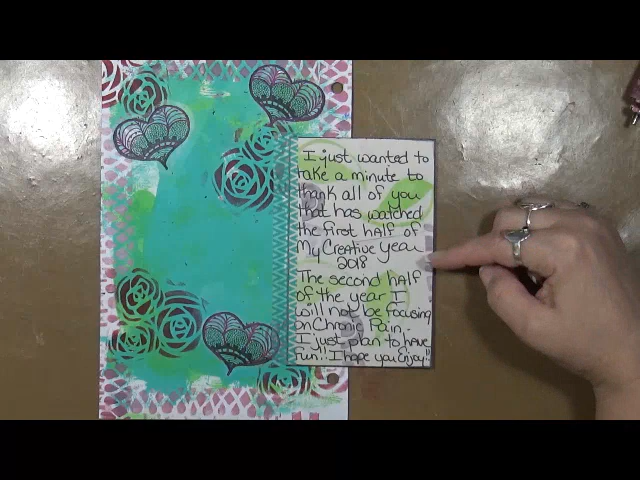 I just wanted to
take a minute to
thank all of you
that has watched
the first half of
My Creative year
2018
The second half
of the year I
will not be focusing
on Chronic Pain.
I just plan to have
fun!! I hope you Enjoy!!